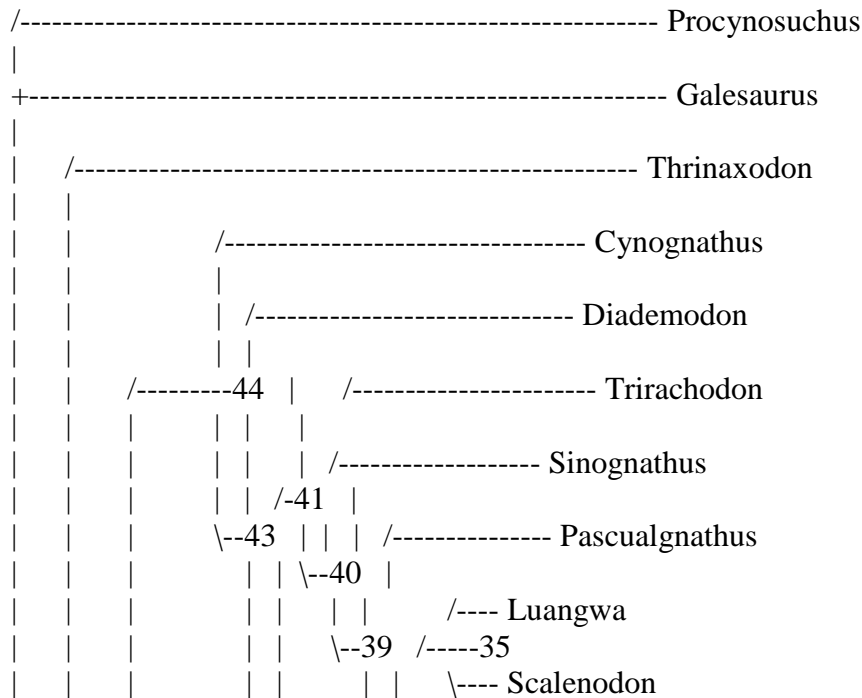 /------------------------------------------------------------ Procynosuchus
|
+------------------------------------------------------------ Galesaurus
|
|     /----------------------------------------------------- Thrinaxodon
|     |
|     |              /---------------------------------- Cynognathus
|     |              |
|     |              |  /------------------------------ Diademodon
|     |              |  |
|     |     /---------44   |     /----------------------- Trirachodon
|     |     |        |  |     |
|     |     |        |  |     |  /------------------- Sinognathus
|     |     |        |  |  /-41   |
|     |     |        \--43   |  |   |   /--------------- Pascualgnathus
|     |     |           |  | \--40   |
|     |     |           |  |     |  |        /---- Luangwa
|     |     |           |  |     \--39   /-----35
|     |     |           |  |        |  |     \---- Scalenodon